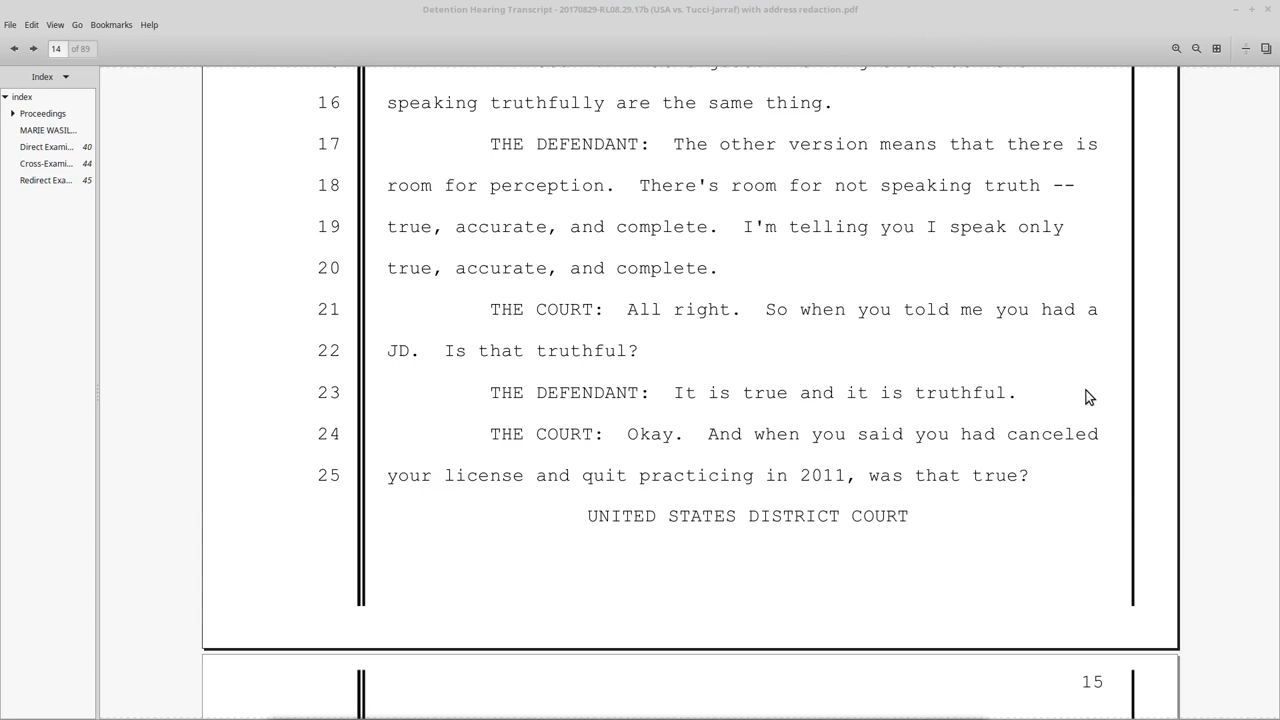 Detention Hearing Transcript - 20170829-RL08.29.17b (USA vs. Tucci-Jarraf) with address redaction.pdf
File Edit View Go Bookmarks Help
14 of 89
Index
index
Proceedings
MARIE WASIL...
Direct Exami... 40
Cross-Exami... 44
Redirect Exa... 45
16 speaking truthfully are the same thing.
17 THE DEFENDANT: The other version means that there is
18 room for perception. There's room for not speaking truth --
19 true, accurate, and complete. I'm telling you I speak only
20 true, accurate, and complete.
21 THE COURT: All right. So when you told me you had a
22 JD. Is that truthful?
23 THE DEFENDANT: It is true and it is truthful.
24 THE COURT: Okay. And when you said you had canceled
25 your license and quit practicing in 2011, was that true?
UNITED STATES DISTRICT COURT
15